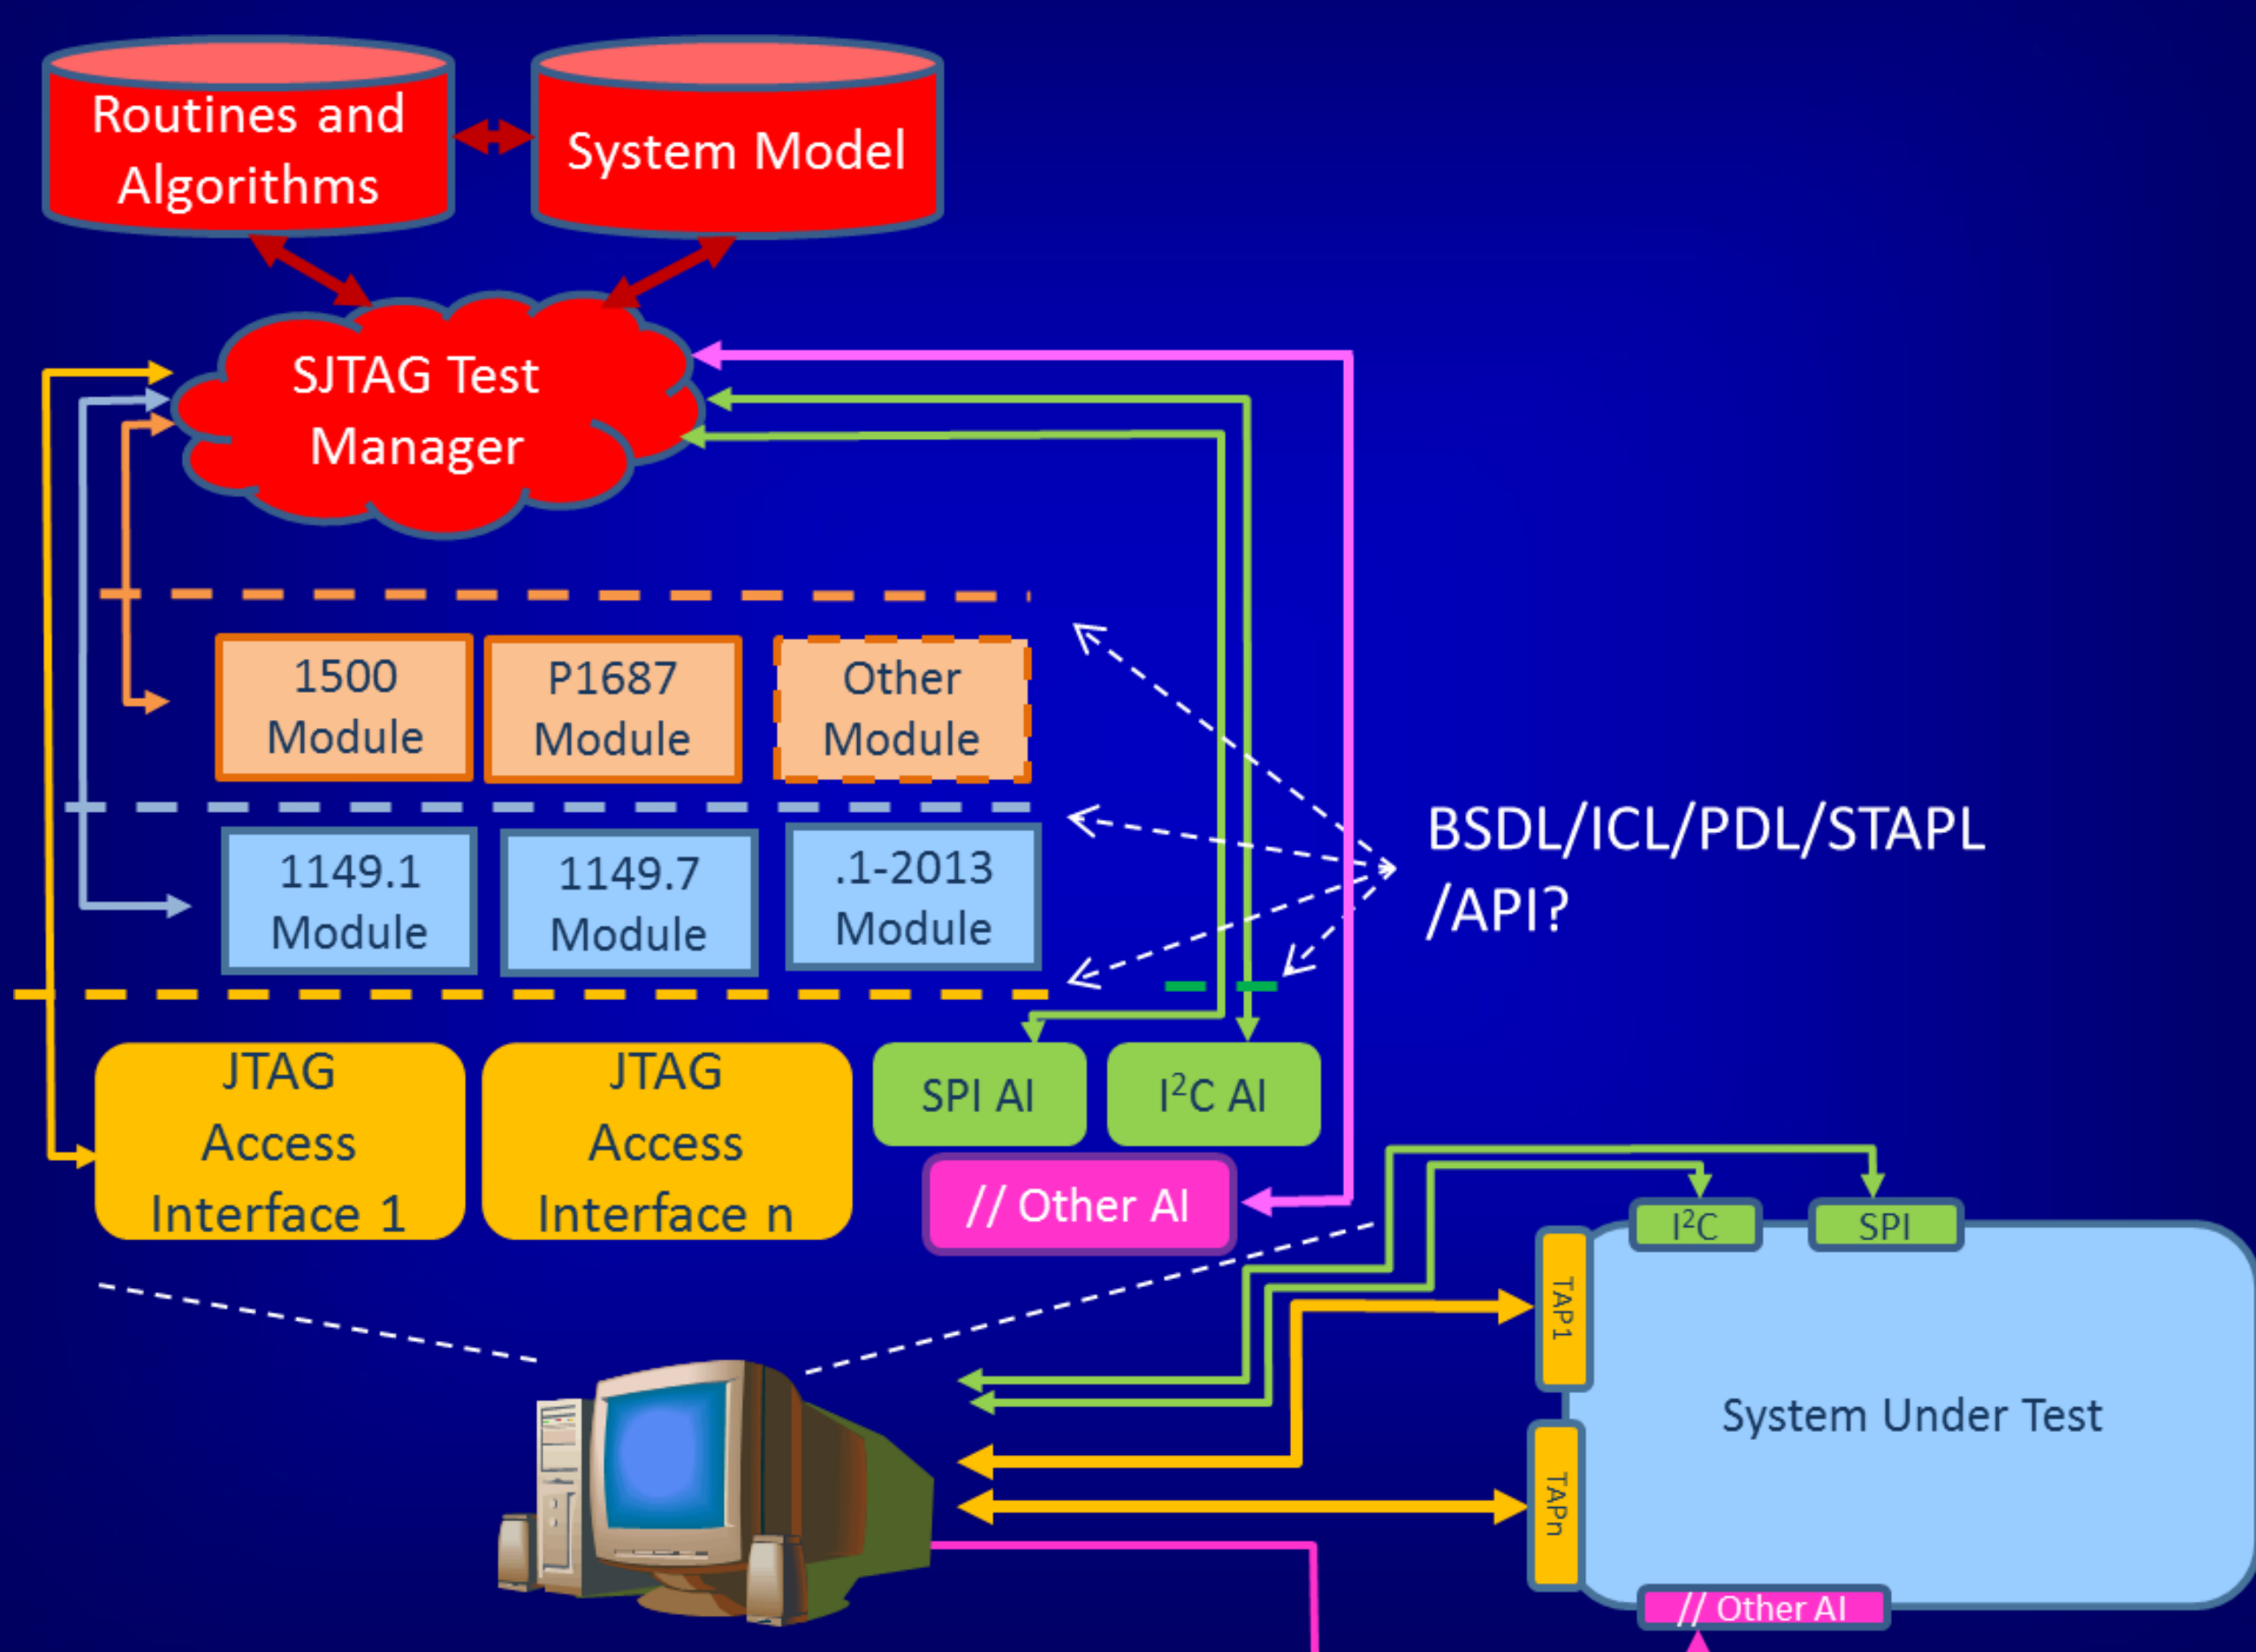 Routines and
Algorithms
System Model
SJTAG Test
Manager
1500
Module
P1687
Module
Other
Module
BSDL/ICL/PDL/STAPL
/API?
1149.1
Module
1149.7
Module
.1-2013
Module
JTAG
Access
Interface 1
JTAG
Access
Interface n
SPI AI
I²C AI
// Other AI
I²C
SPI
TAP1
System Under Test
TAPn
// Other AI